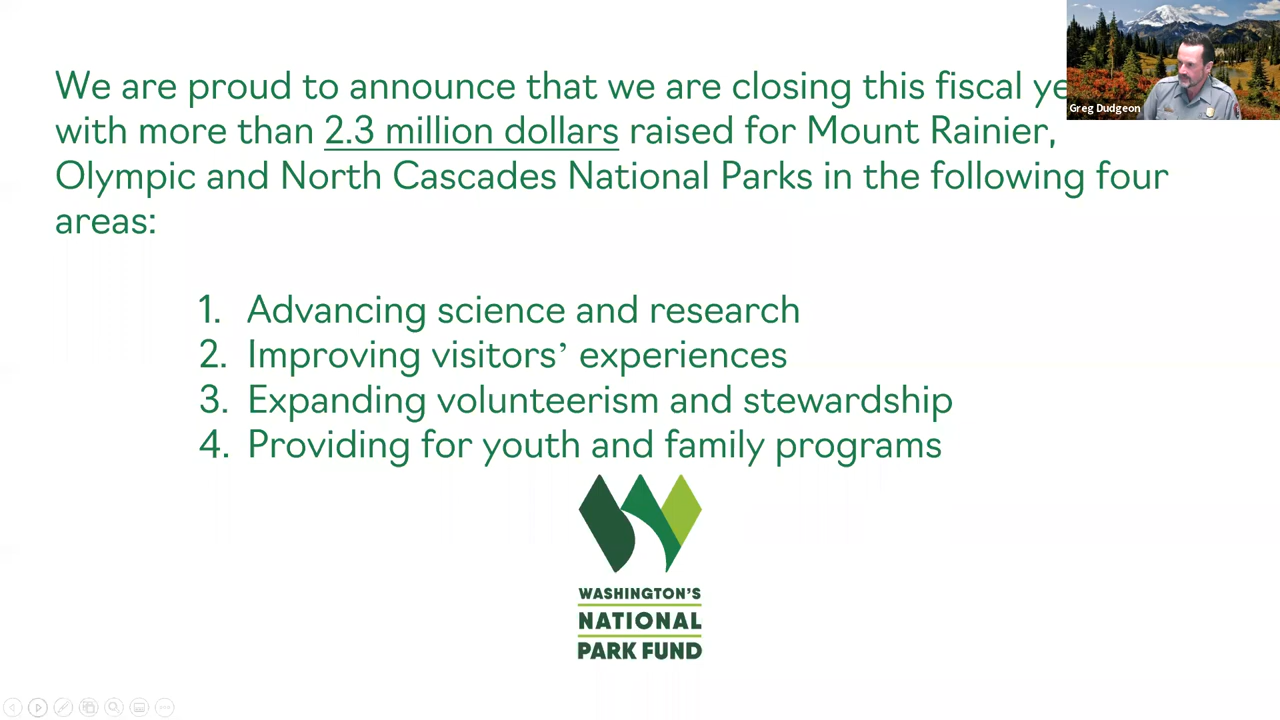 We are proud to announce that we are closing this fiscal ye
with more than 2.3 million dollars raised for Mount Rainier,
Olympic and North Cascades National Parks in the following four
areas:
1. Advancing science and research
2. Improving visitors’ experiences
3. Expanding volunteerism and stewardship
4. Providing for youth and family programs
WASHINGTON’S
NATIONAL
PARK FUND
Greg Dudgeon